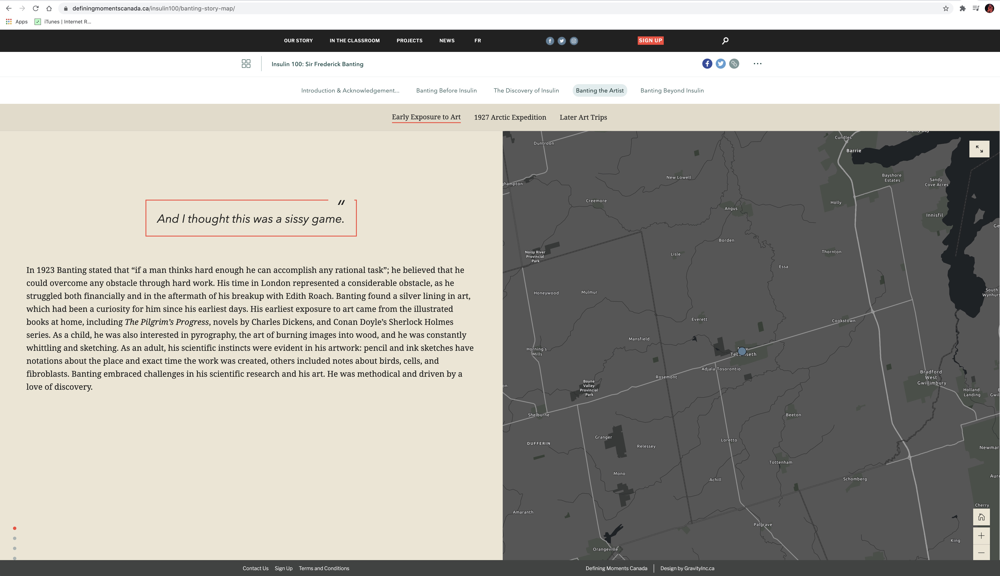 definingmomentscanada.ca/insulin100/banting-story-map/
Apps
iTunes | Internet R...
OUR STORY
IN THE CLASSROOM
PROJECTS
NEWS
FR
SIGN UP
Insulin 100: Sir Frederick Banting
Introduction & Acknowledgement...
Banting Before Insulin
The Discovery of Insulin
Banting the Artist
Banting Beyond Insulin
Early Exposure to Art
1927 Arctic Expedition
Later Art Trips
“
And I thought this was a sissy game.
In 1923 Banting stated that “if a man thinks hard enough he can accomplish any rational task”; he believed that he
could overcome any obstacle through hard work. His time in London represented a considerable obstacle, as he
struggled both financially and in the aftermath of his breakup with Edith Roach. Banting found a silver lining in art,
which had been a curiosity for him since his earliest days. His earliest exposure to art came from the illustrated
books at home, including The Pilgrim’s Progress, novels by Charles Dickens, and Conan Doyle’s Sherlock Holmes
series. As a child, he was also interested in pyrography, the art of burning images into wood, and he was constantly
whittling and sketching. As an adult, his scientific instincts were evident in his artwork: pencil and ink sketches have
notations about the place and exact time the work was created, others included notes about birds, cells, and
fibroblasts. Banting embraced challenges in his scientific research and his art. He was methodical and driven by a
love of discovery.
Duntroon
Cundles
Barrie
Bayshore
Estates
Sandy
Cove Acres
New Lowell
ghampton
Creemore
Holly
Angus
Innisfil
Ge
Borden
Noisy River
Provincial
Park
Lisle
Thornton
Essa
South
Wynhurs
Honeywood
Mulmur
Everett
Cookstown
Mansfield
Horning's
Mills
Adjala-Tosorontio
Rosemont
Bradford
West
Gwillimbury
Boyne
Valley
Provincial
Park
on
Holland
Landing
Gwil
Shelburne
Beeton
Granger
Loretto
DUFFERIN
Relessey
Newmar
Tottenham
Mono
Achill
Schomberg
Auro
Cherry
Amaranth
Palgrave
King
Orangeville
Contact Us
Sign Up
Terms and Conditions
Defining Moments Canada
Design by GravityInc.ca